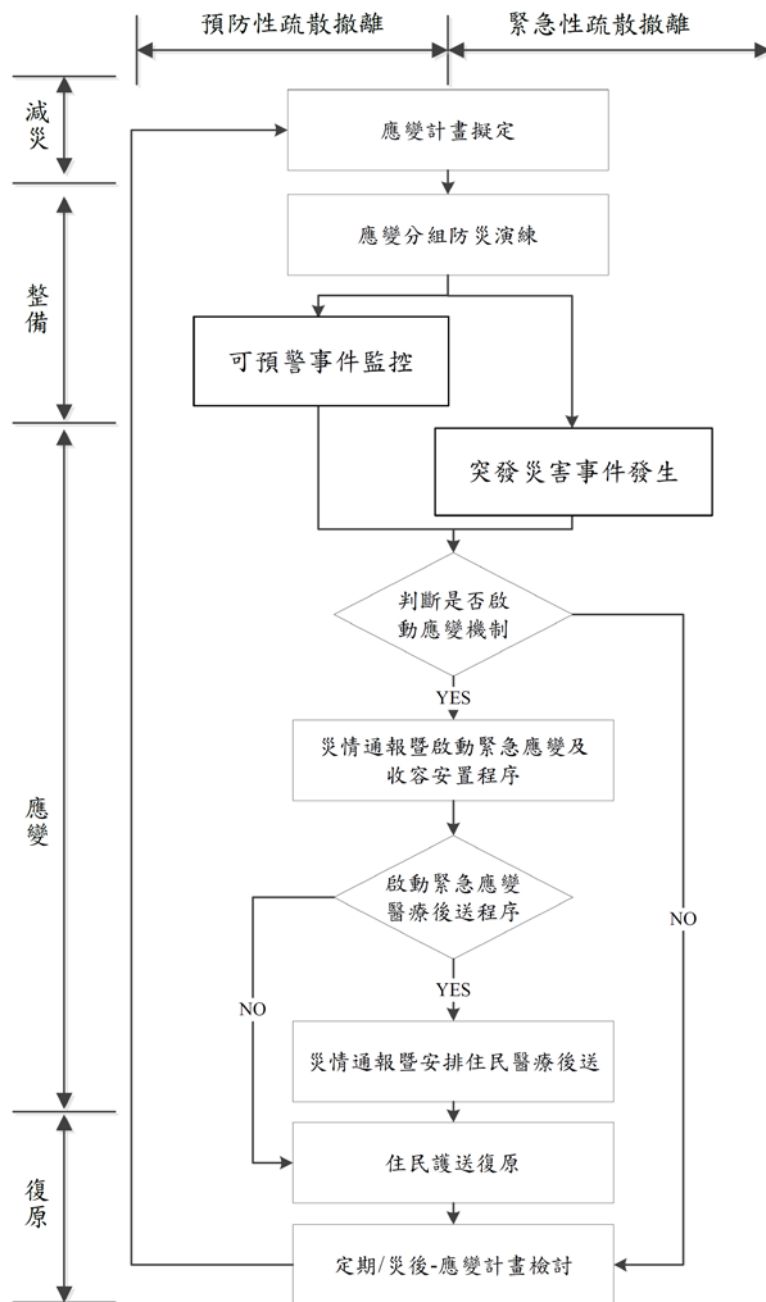 預防性疏散撤離
緊急性疏散撤離
減災
應變計畫擬定
應變分組防災演練
整備
可預警事件監控
突發災害事件發生
判斷是否啟
動應變機制
YES
災情通報暨啟動緊急應變及
收容安置程序
應變
啟動緊急應變
醫療後送程序
NO
YES
NO
災情通報暨安排住民醫療後送
住民護送復原
復原
定期/災後-應變計畫檢討